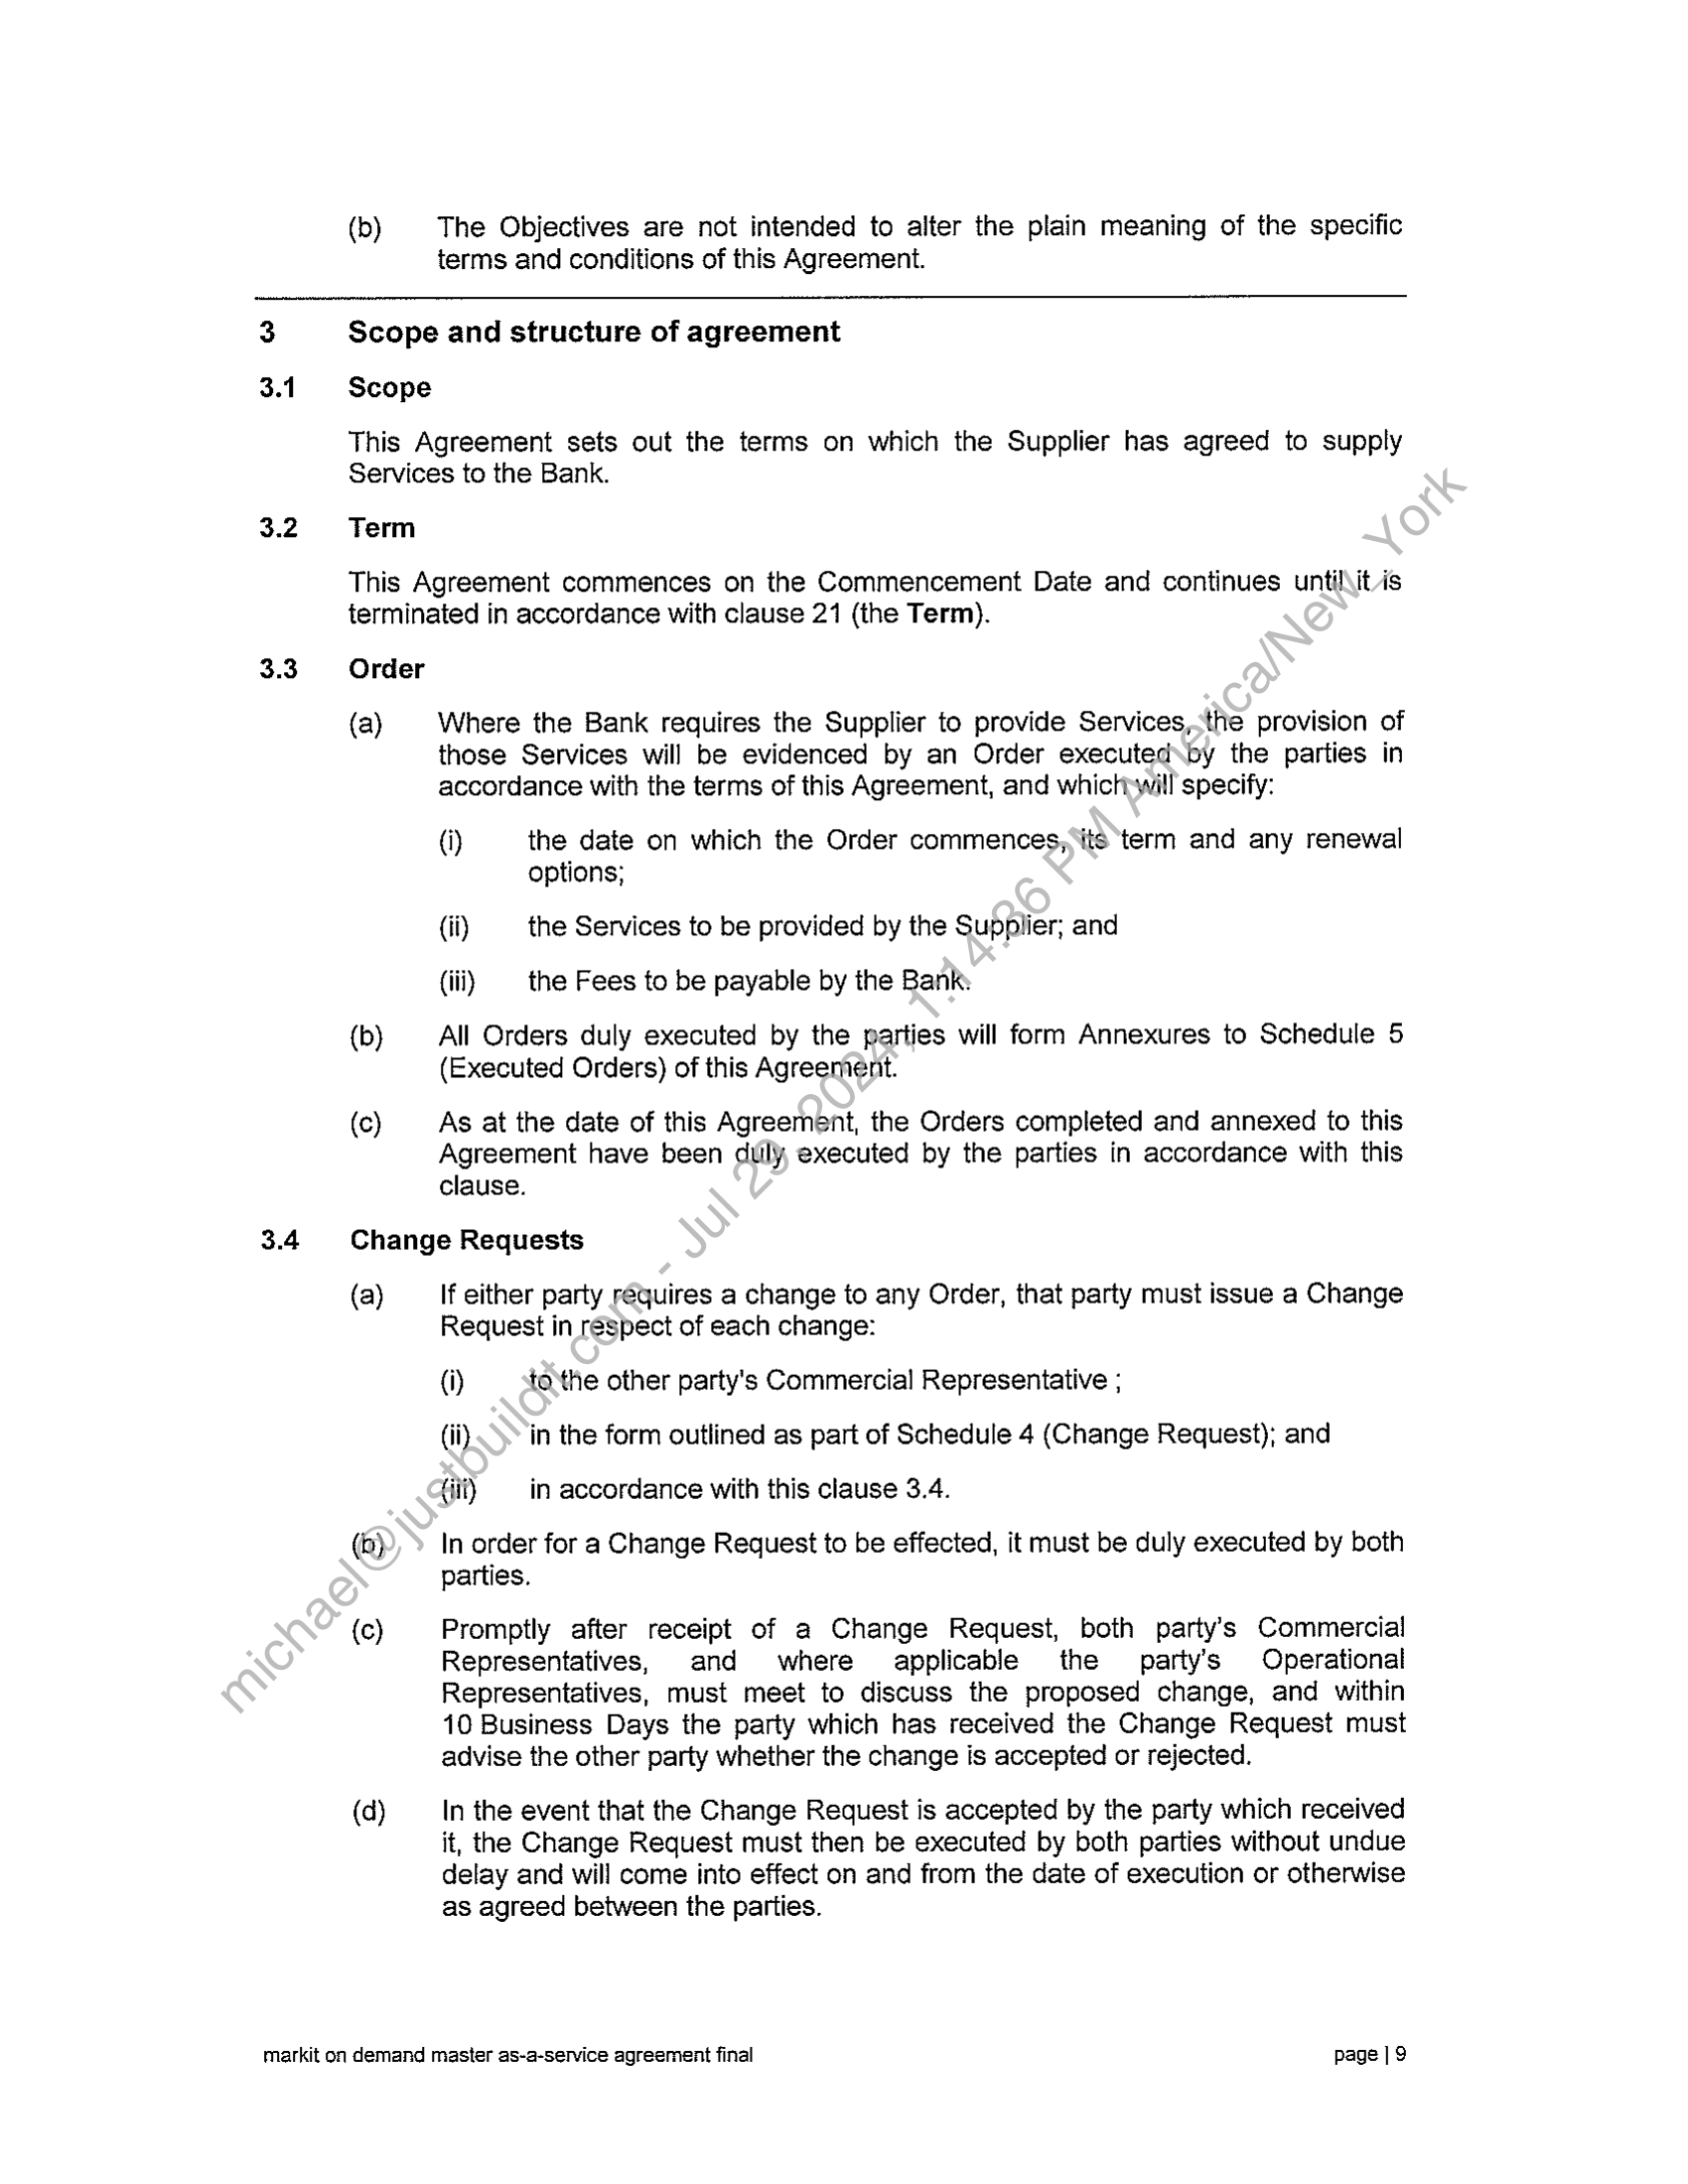 (b) The Objectives are not intended to alter the plain meaning of the specific
terms and conditions of this Agreement.
3 Scope and structure of agreement
3.1 Scope
This Agreement sets out the terms on which the Supplier has agreed to supply
Services to the Bank.
3.2 Term
This Agreement commences on the Commencement Date and continues until it is
terminated in accordance with clause 21 (the Term).
3.3 Order
(a) Where the Bank requires the Supplier to provide Services, the provision of
those Services will be evidenced by an Order executed by the parties in
accordance with the terms of this Agreement, and which will specify:
(i) the date on which the Order commences, its term and any renewal
options;
(ii) the Services to be provided by the Supplier; and
(iii) the Fees to be payable by the Bank.
(b) All Orders duly executed by the parties will form Annexures to Schedule 5
(Executed Orders) of this Agreement.
(c) As at the date of this Agreement, the Orders completed and annexed to this
Agreement have been duly executed by the parties in accordance with this
clause.
3.4 Change Requests
(a) If either party requires a change to any Order, that party must issue a Change
Request in respect of each change:
(i) to the other party's Commercial Representative ;
(ii) in the form outlined as part of Schedule 4 (Change Request); and
(iii) in accordance with this clause 3.4.
(b) In order for a Change Request to be effected, it must be duly executed by both
parties.
(c) Promptly after receipt of a Change Request, both party's Commercial
Representatives, and where applicable the party's Operational
Representatives, must meet to discuss the proposed change, and within
10 Business Days the party which has received the Change Request must
advise the other party whether the change is accepted or rejected.
(d) In the event that the Change Request is accepted by the party which received
it, the Change Request must then be executed by both parties without undue
delay and will come into effect on and from the date of execution or otherwise
as agreed between the parties.
markit on demand master as-a-service agreement final page | 9
michael@justbuildit.com - Jul 29, 2024, 1:14:36 PM America/New_York